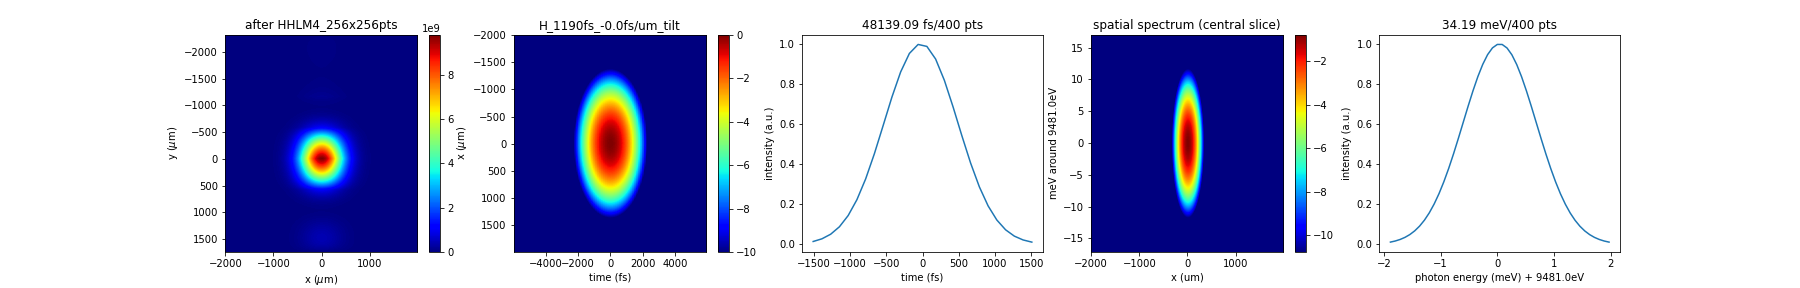 after HHLM4_256x256pts
1e9
−2000
−1500
−1000
−500
0
500
1000
1500
y (μm)
−2000 −1000 0 1000
x (μm)
8
6
4
2
0
H_1190fs_-0.0fs/um_tilt
−2000
−1500
−1000
−500
0
500
1000
1500
x (μm)
−4000 −2000 0 2000 4000
time (fs)
0
−2
−4
−6
−8
−10
48139.09 fs/400 pts
1.0
0.8
0.6
0.4
0.2
0.0
intensity (a.u.)
−1500 −1000 −500 0 500 1000 1500
time (fs)
spatial spectrum (central slice)
15
10
5
0
−5
−10
−15
meV around 9481.0eV
−2000 −1000 0 1000
x (um)
−2
−4
−6
−8
−10
34.19 meV/400 pts
1.0
0.8
0.6
0.4
0.2
0.0
intensity (a.u.)
−2 −1 0 1 2
photon energy (meV) + 9481.0eV